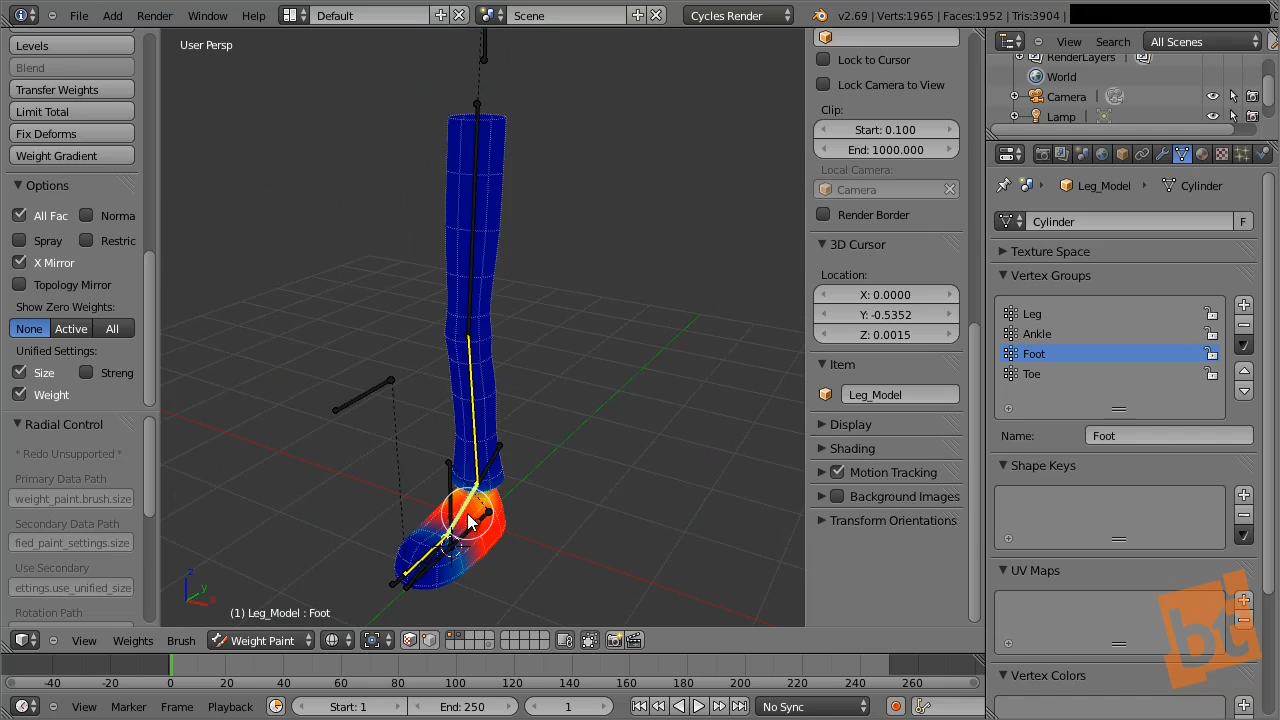 File Add Render Window Help Default Scene Cycles Render v2.69 | Verts:1965 | Faces:1952 | Tris:3904 |
Levels
Blend
Transfer Weights
Limit Total
Fix Deforms
Weight Gradient
Options
All Fac Norma
Spray Restric
X Mirror
Topology Mirror
Show Zero Weights:
None Active All
Unified Settings:
Size Streng
Weight
Radial Control
* Redo Unsupported *
Primary Data Path
weight_paint.brush.size
Secondary Data Path
fied_paint_settings.size
Use Secondary
ettings.use_unified_size
Rotation Path
User Persp
(1) Leg_Model : Foot
View Weights Brush Weight Paint
Lock to Cursor
Lock Camera to View
Clip:
Start: 0.100
End: 1000.000
Local Camera:
Camera
Render Border
3D Cursor
Location:
X: 0.0000
Y: -0.5352
Z: 0.0015
Item
Leg_Model
Display
Shading
Motion Tracking
Background Images
Transform Orientations
View Search All Scenes
RenderLayers
World
Camera
Lamp
Leg_Model Cylinder
Cylinder F
Texture Space
Vertex Groups
Leg
Ankle
Foot
Toe
Name: Foot
Shape Keys
UV Maps
Vertex Colors
bt
-40 -20 0 20 40 60 80 100 120 140 160 180 200 220 240 260
View Marker Frame Playback Start: 1 End: 250 1 No Sync